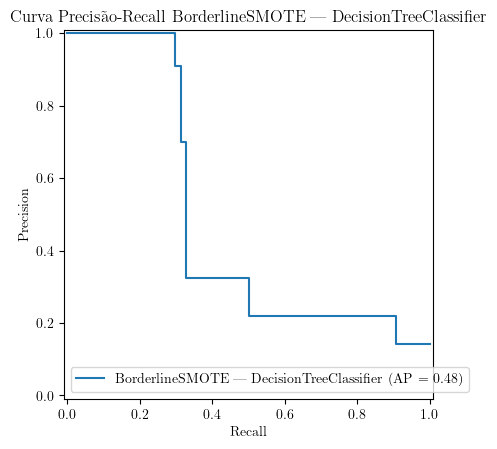 Curva Precisão-Recall BorderlineSMOTE — DecisionTreeClassifier
1.0
0.8
0.6
0.4
0.2
0.0
Precision
BorderlineSMOTE — DecisionTreeClassifier (AP = 0.48)
0.0 0.2 0.4 0.6 0.8 1.0
Recall